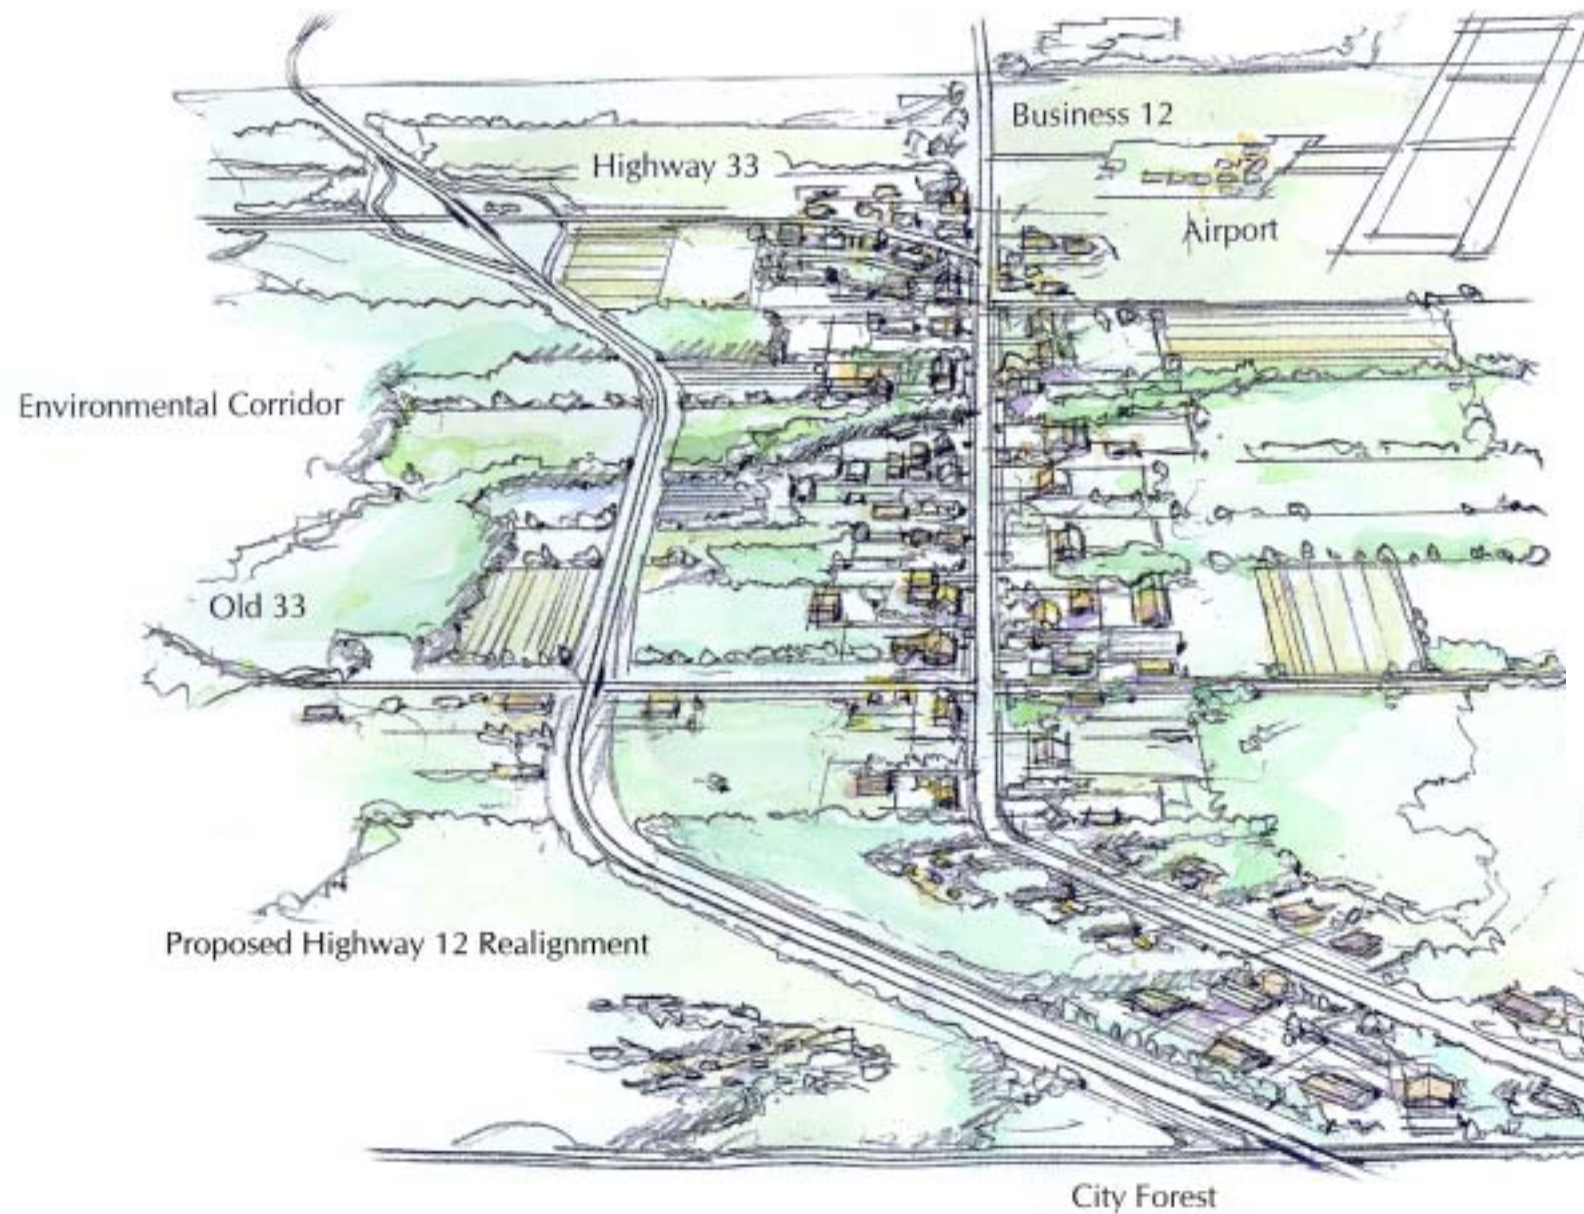 Business 12
Highway 33
Airport
Environmental Corridor
Old 33
Proposed Highway 12 Realignment
City Forest